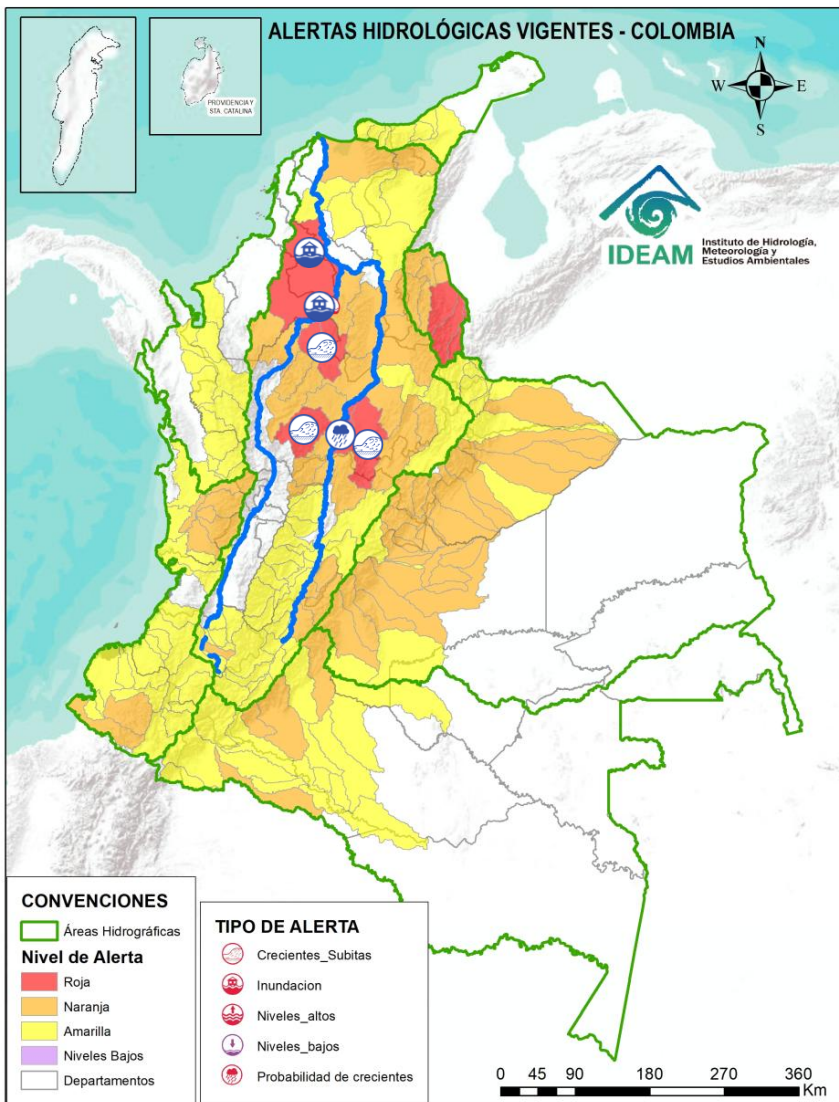 ALERTAS HIDROLÓGICAS VIGENTES - COLOMBIA
PROVIDENCIA Y
STA. CATALINA
N
W
E
S
IDEAM
Instituto de Hidrología,
Meteorología y
Estudios Ambientales
CONVENCIONES
Áreas Hidrográficas
Nivel de Alerta
Roja
Naranja
Amarilla
Niveles Bajos
Departamentos
TIPO DE ALERTA
Crecientes_Subitas
Inundacion
Niveles_altos
Niveles_bajos
Probabilidad de crecientes
0 45 90 180 270 360
Km